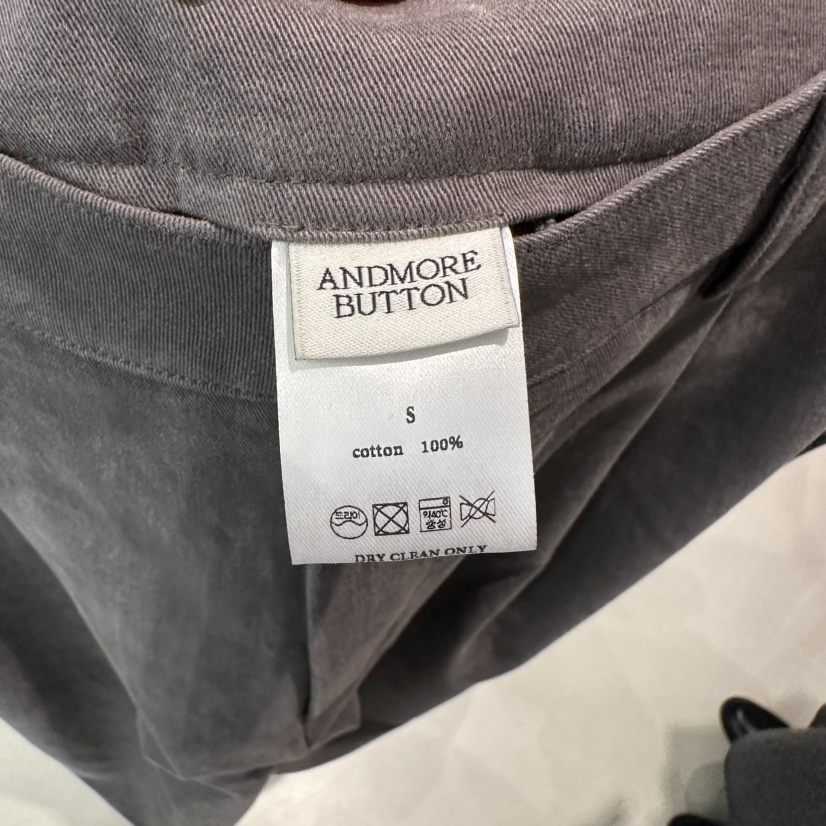 ANDMORE
BUTTON
S
cotton 100%
드라이
약40℃
중성
DRY CLEAN ONLY